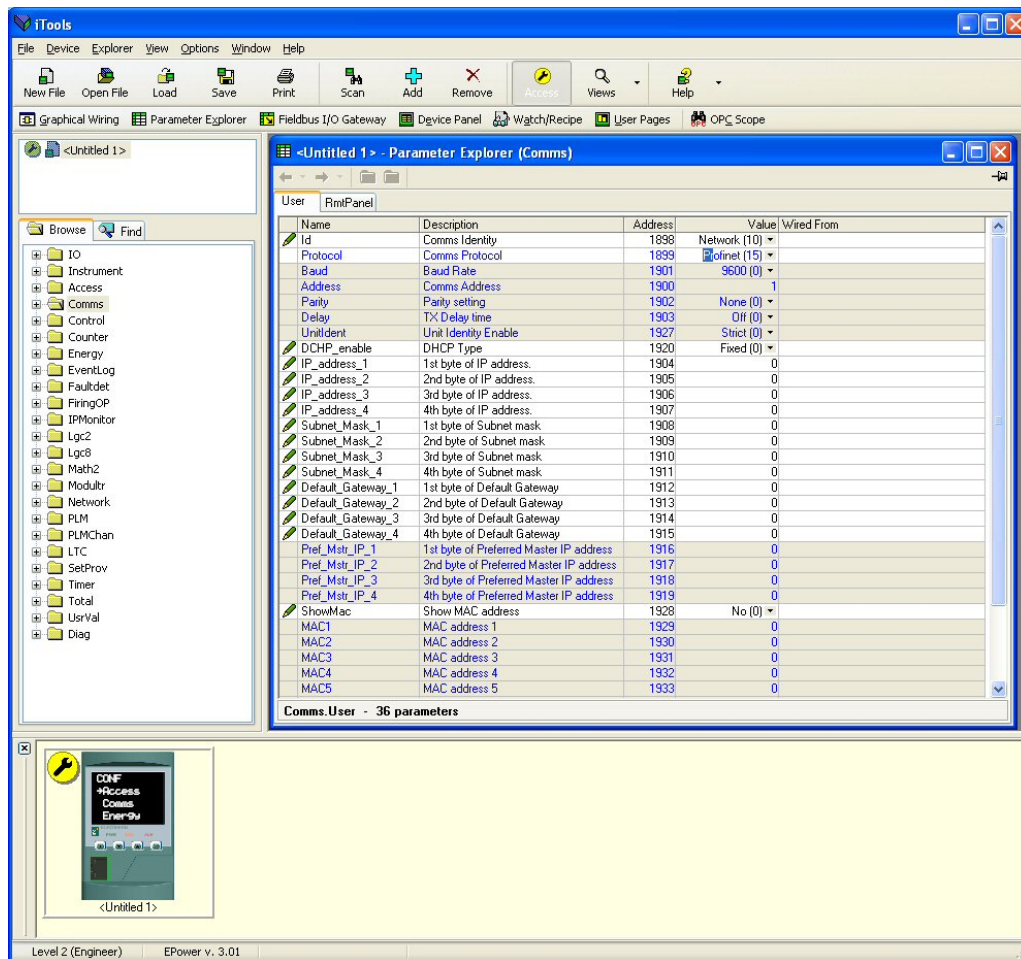 iTools
File Device Explorer View Options Window Help
New File Open File Load Save Print Scan Add Remove Access Views Help
Graphical Wiring Parameter Explorer Fieldbus I/O Gateway Device Panel Watch/Recipe User Pages OPC Scope
<Untitled 1>
Browse Find
IO
Instrument
Access
Comms
Control
Counter
Energy
EventLog
Faultdet
FiringOP
IPMonitor
Lgc2
Lgc8
Math2
Modultr
Network
PLM
PLMChan
LTC
SetProv
Timer
Total
UsrVal
Diag
<Untitled 1> - Parameter Explorer (Comms)
User RmtPanel
Name Description Address Value Wired From
Id Comms Identity 1898 Network (10)
Protocol Comms Protocol 1899 Profinet (15)
Baud Baud Rate 1901 9600 (0)
Address Comms Address 1900 1
Parity Parity setting 1902 None (0)
Delay TX Delay time 1903 Off (0)
UnitIdent Unit Identity Enable 1927 Strict (0)
DCHP_enable DHCP Type 1920 Fixed (0)
IP_address_1 1st byte of IP address. 1904 0
IP_address_2 2nd byte of IP address. 1905 0
IP_address_3 3rd byte of IP address. 1906 0
IP_address_4 4th byte of IP address. 1907 0
Subnet_Mask_1 1st byte of Subnet mask 1908 0
Subnet_Mask_2 2nd byte of Subnet mask 1909 0
Subnet_Mask_3 3rd byte of Subnet mask 1910 0
Subnet_Mask_4 4th byte of Subnet mask 1911 0
Default_Gateway_1 1st byte of Default Gateway 1912 0
Default_Gateway_2 2nd byte of Default Gateway 1913 0
Default_Gateway_3 3rd byte of Default Gateway 1914 0
Default_Gateway_4 4th byte of Default Gateway 1915 0
Pref_Mstr_IP_1 1st byte of Preferred Master IP address 1916 0
Pref_Mstr_IP_2 2nd byte of Preferred Master IP address 1917 0
Pref_Mstr_IP_3 3rd byte of Preferred Master IP address 1918 0
Pref_Mstr_IP_4 4th byte of Preferred Master IP address 1919 0
ShowMac Show MAC address 1928 No (0)
MAC1 MAC address 1 1929 0
MAC2 MAC address 2 1930 0
MAC3 MAC address 3 1931 0
MAC4 MAC address 4 1932 0
MAC5 MAC address 5 1933 0
Comms.User - 36 parameters
CONF
Access
Comms
Energy
<Untitled 1>
Level 2 (Engineer) EPower v. 3.01